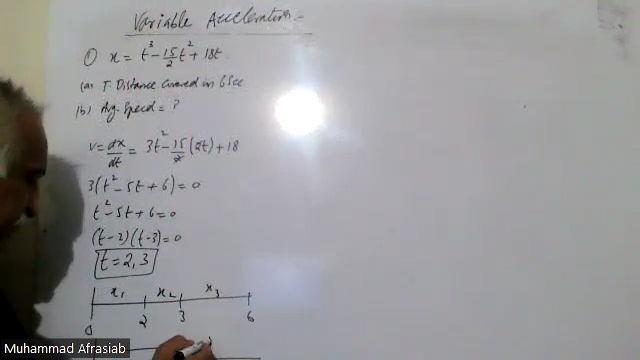 Variable Acceleration
① x = t³ - 15/2 t² + 18t
(a) T. Distance Covered in 6 Sec
(b) Avg. Speed = ?
v = dx/dt = 3t² - 15/2 (2t) + 18
3(t² - 5t + 6) = 0
t² - 5t + 6 = 0
(t-2)(t-3) = 0
t = 2, 3
x₁ x₂ x₃
0 2 3 6
Muhammad Afrasiab